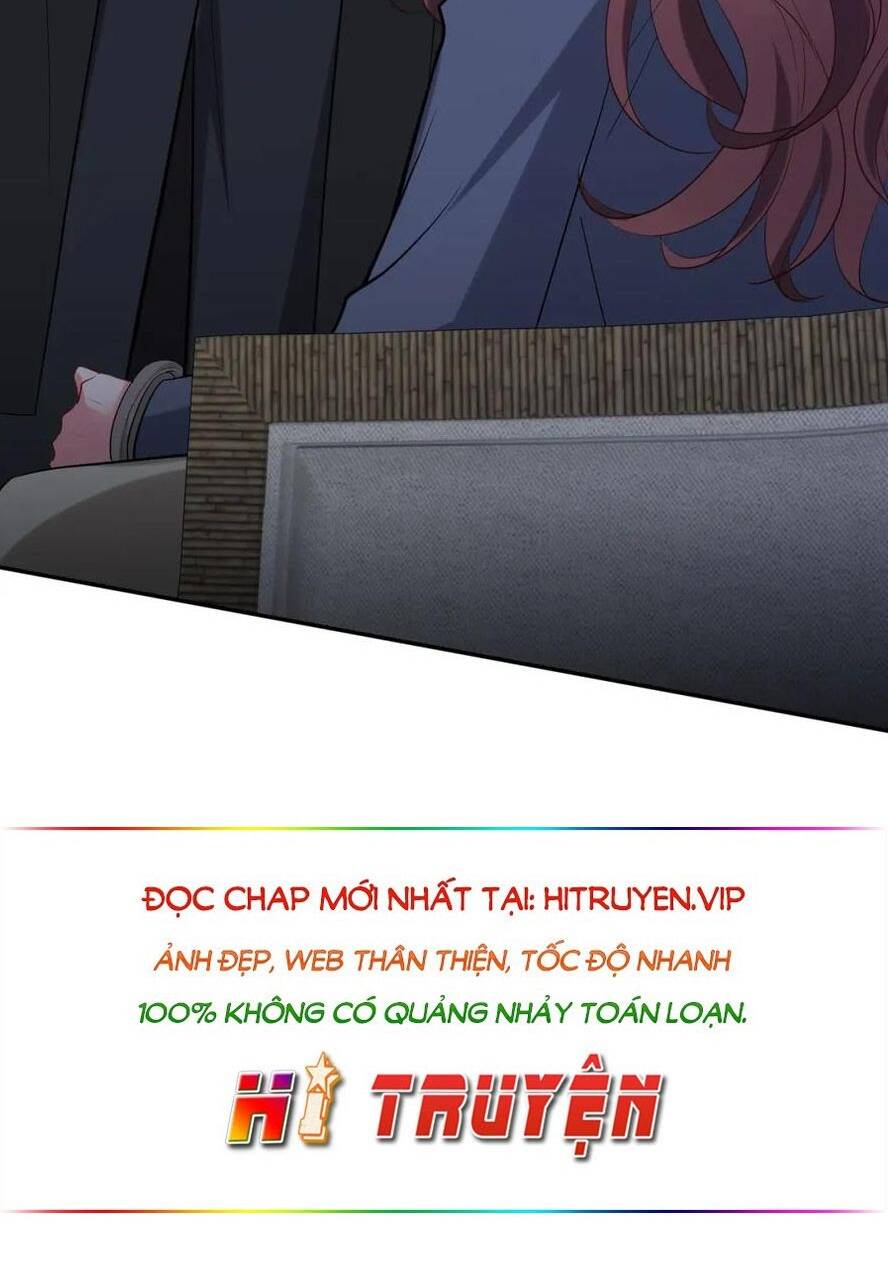 ĐỌC CHAP MỚI NHẤT TẠI: HITRUYEN.VIP
ẢNH ĐẸP, WEB THÂN THIỆN, TỐC ĐỘ NHANH
100% KHÔNG CÓ QUẢNG NHẢY TOÁN LOẠN.
HI TRUYỆN